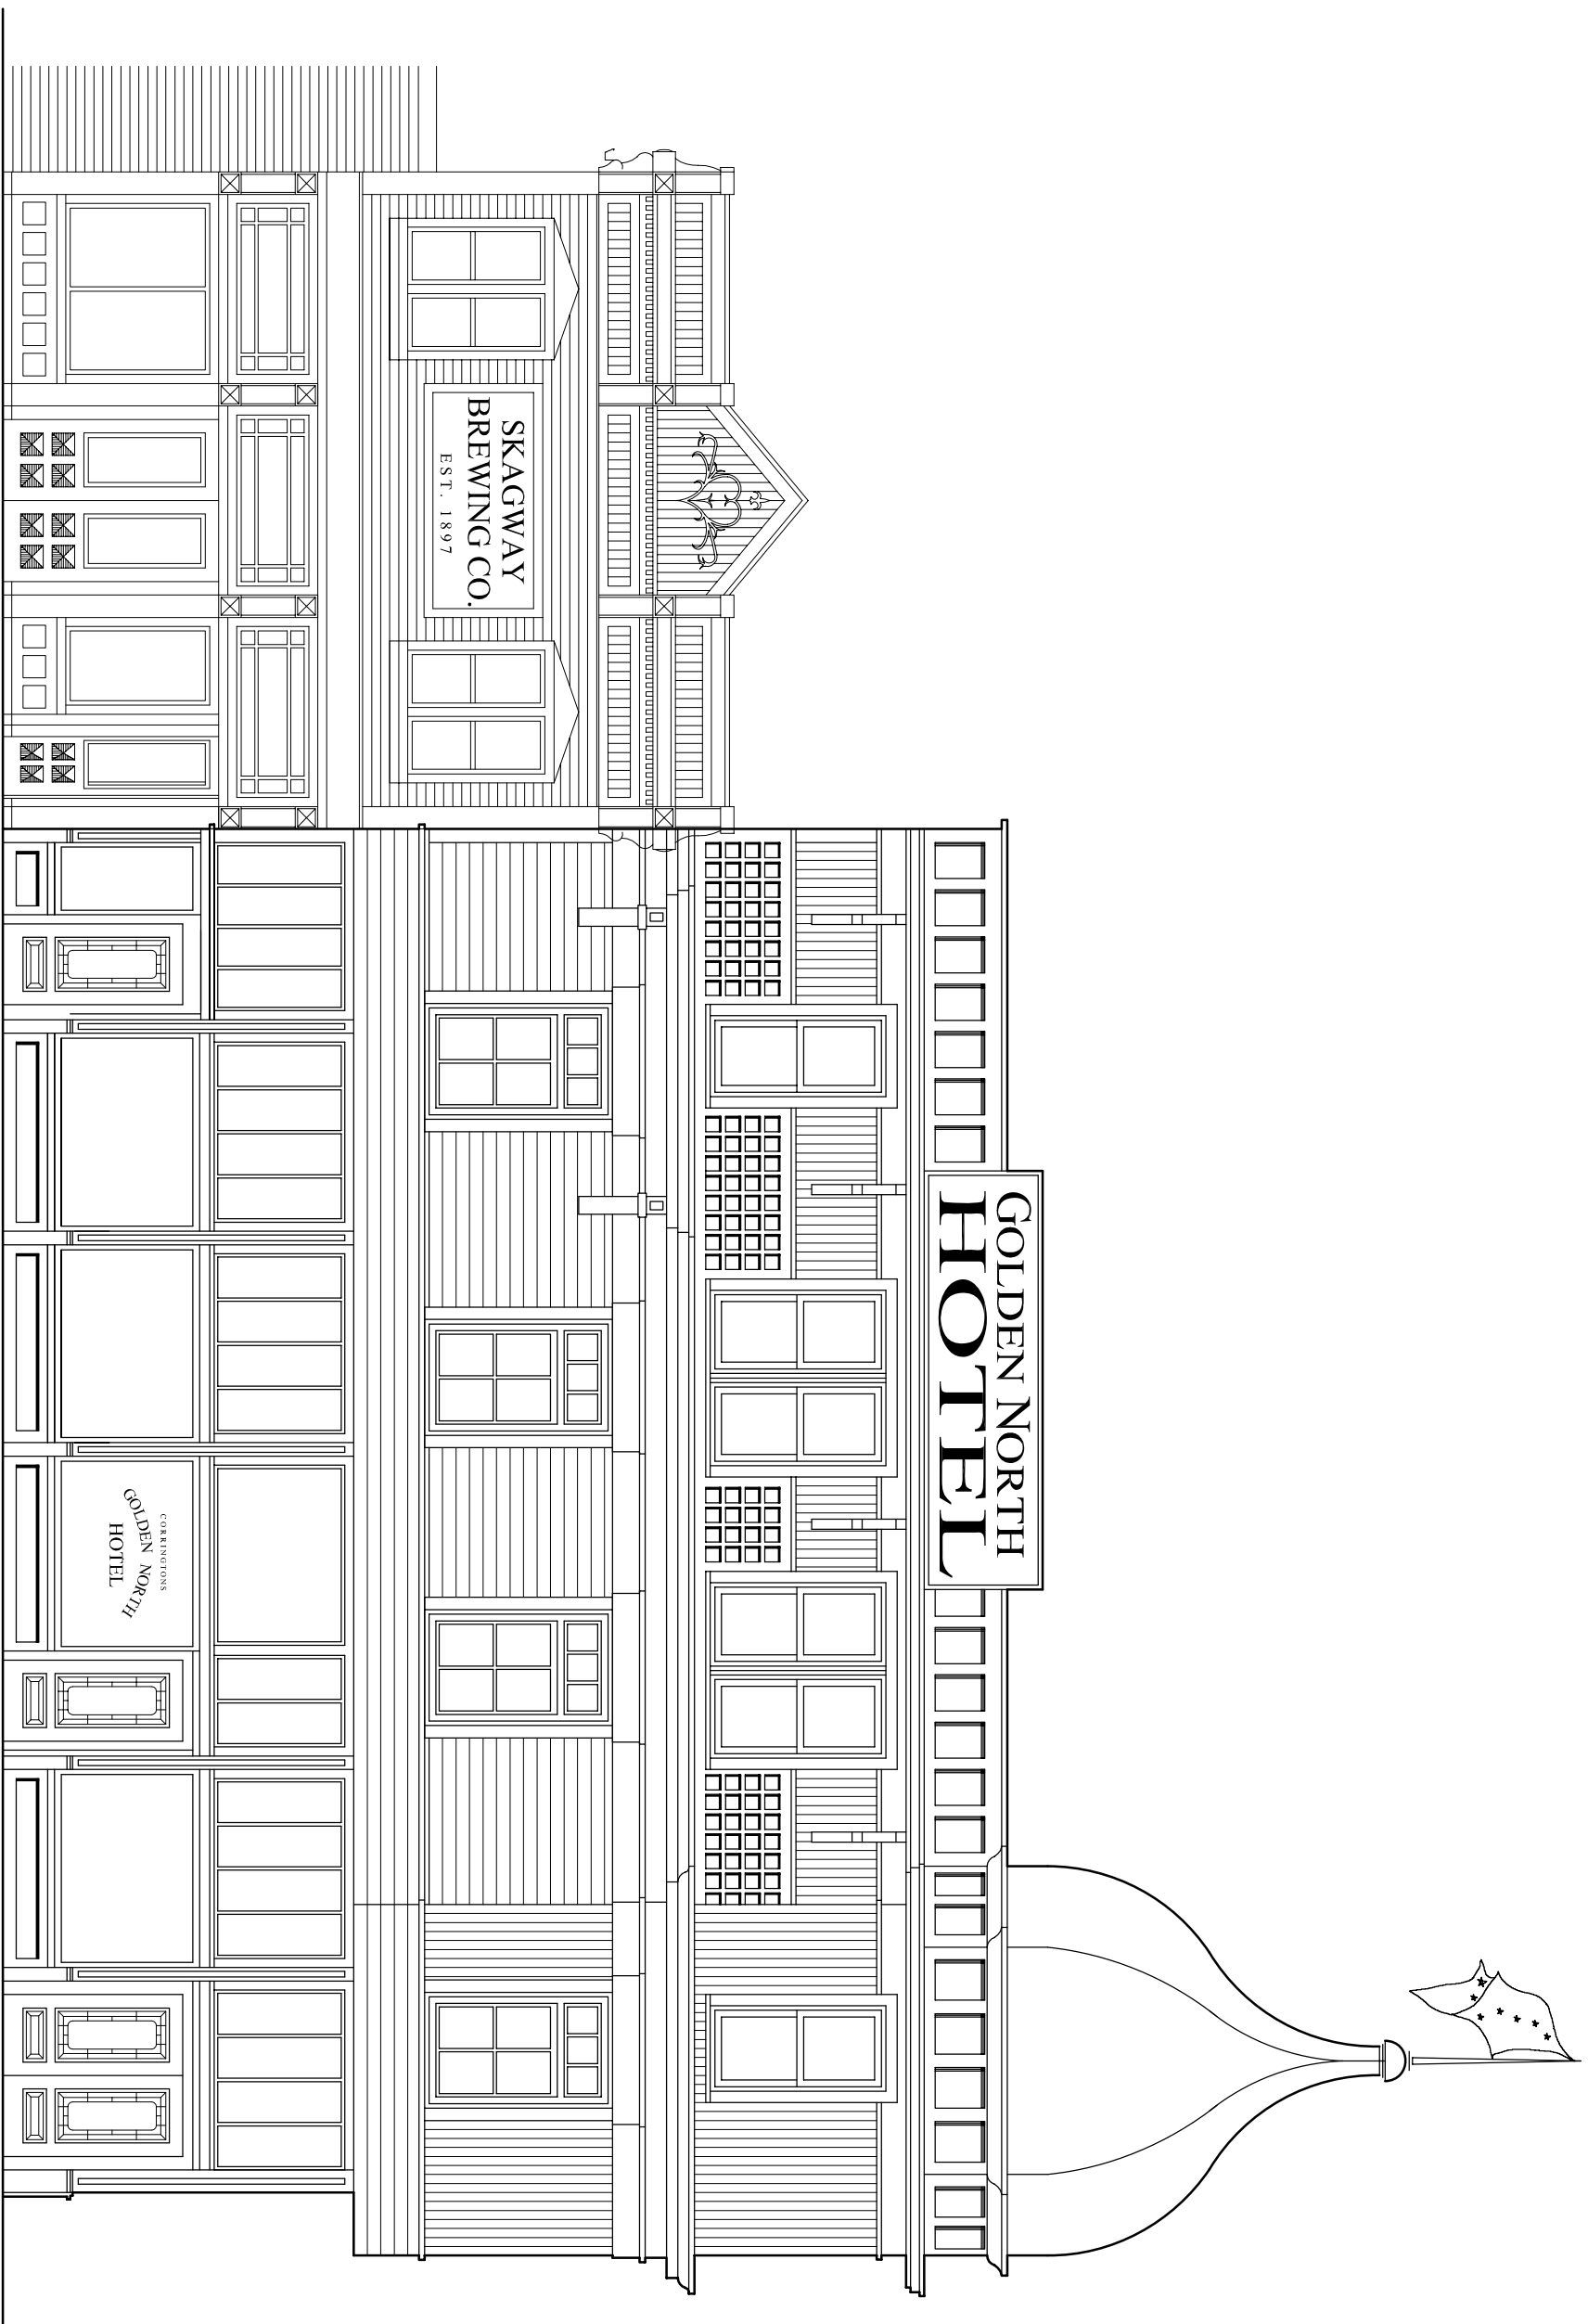 SKAGWAY
BREWING CO.
EST. 1897
GOLDEN NORTH
HOTEL
CORRINGTONS
GOLDEN NORTH
HOTEL